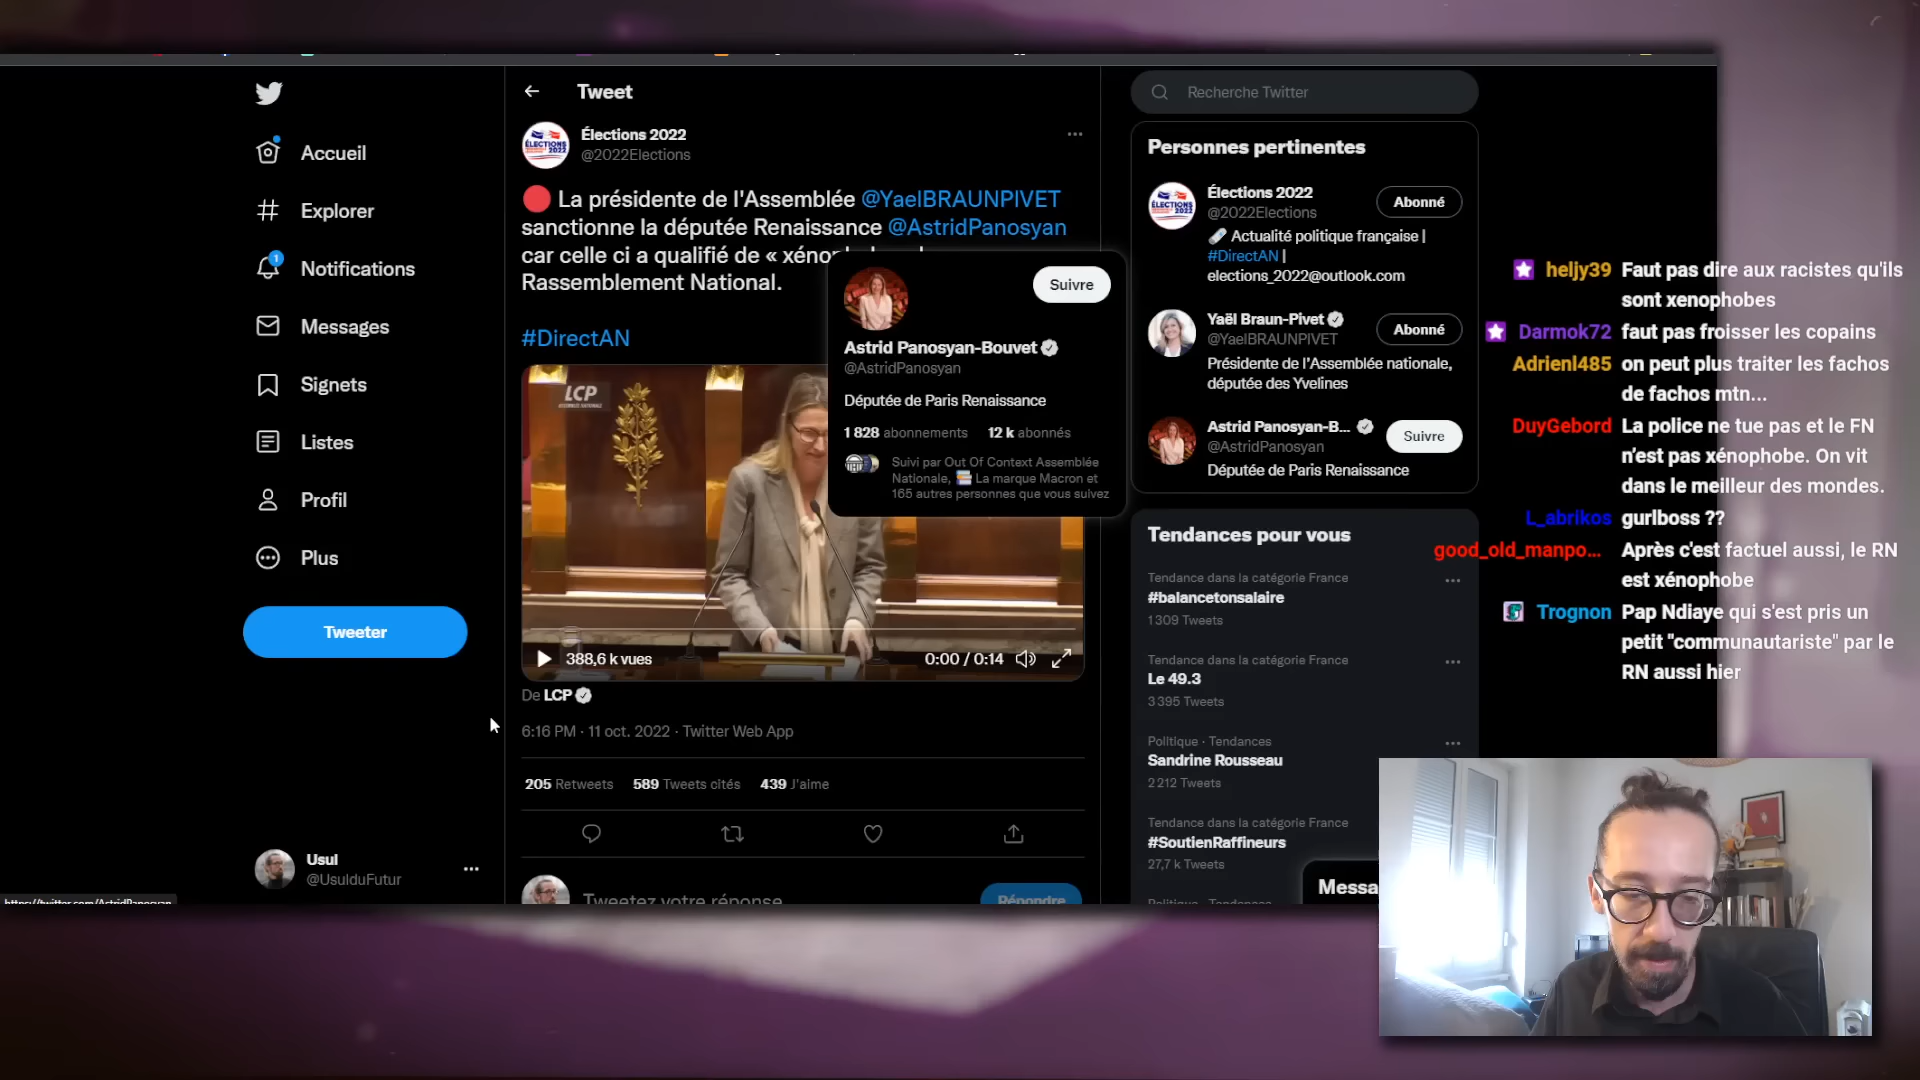 Accueil
Explorer
1
Notifications
Messages
Signets
Listes
Profil
Plus
Tweeter
Usul
@UsulduFutur
https://twitter.com/AstridPanosyan
Tweet
Élections 2022
@2022Elections
La présidente de l'Assemblée @YaelBRAUNPIVET
sanctionne la députée Renaissance @AstridPanosyan
car celle ci a qualifié de «
Rassemblement National.
#DirectAN
LCP
ASSEMBLÉE NATIONALE
388,6 k vues
0:00 / 0:14
De LCP
6:16 PM · 11 oct. 2022 · Twitter Web App
205 Retweets 589 Tweets cités 439 J'aime
Tweetez votre réponse
Répondre
Suivre
Astrid Panosyan-Bouvet
@AstridPanosyan
Députée de Paris Renaissance
1 828 abonnements 12 k abonnés
Suivi par Out Of Context Assemblée
Nationale, La marque Macron et
165 autres personnes que vous suivez
Recherche Twitter
Personnes pertinentes
ÉLECTIONS
2022
Élections 2022
@2022Elections
Abonné
Actualité politique française |
#DirectAN |
elections_2022@outlook.com
Yaël Braun-Pivet
@YaelBRAUNPIVET
Abonné
Présidente de l'Assemblée nationale,
députée des Yvelines
Astrid Panosyan-B...
@AstridPanosyan
Suivre
Députée de Paris Renaissance
Tendances pour vous
Tendance dans la catégorie France
#balancetonsalaire
1 309 Tweets
Tendance dans la catégorie France
Le 49.3
3 395 Tweets
Politique · Tendances
Sandrine Rousseau
2 212 Tweets
Tendance dans la catégorie France
#SoutienRaffineurs
27,7 k Tweets
Politique · Tendances
Messa
heljy39 Faut pas dire aux racistes qu'ils
sont xenophobes
Darmok72 faut pas froisser les copains
Adrienl485 on peut plus traiter les fachos
de fachos mtn...
DuyGebord La police ne tue pas et le FN
n'est pas xénophobe. On vit
dans le meilleur des mondes.
L_abrikos gurlboss ??
good_old_manpo... Après c'est factuel aussi, le RN
est xénophobe
Trognon Pap Ndiaye qui s'est pris un
petit "communautariste" par le
RN aussi hier